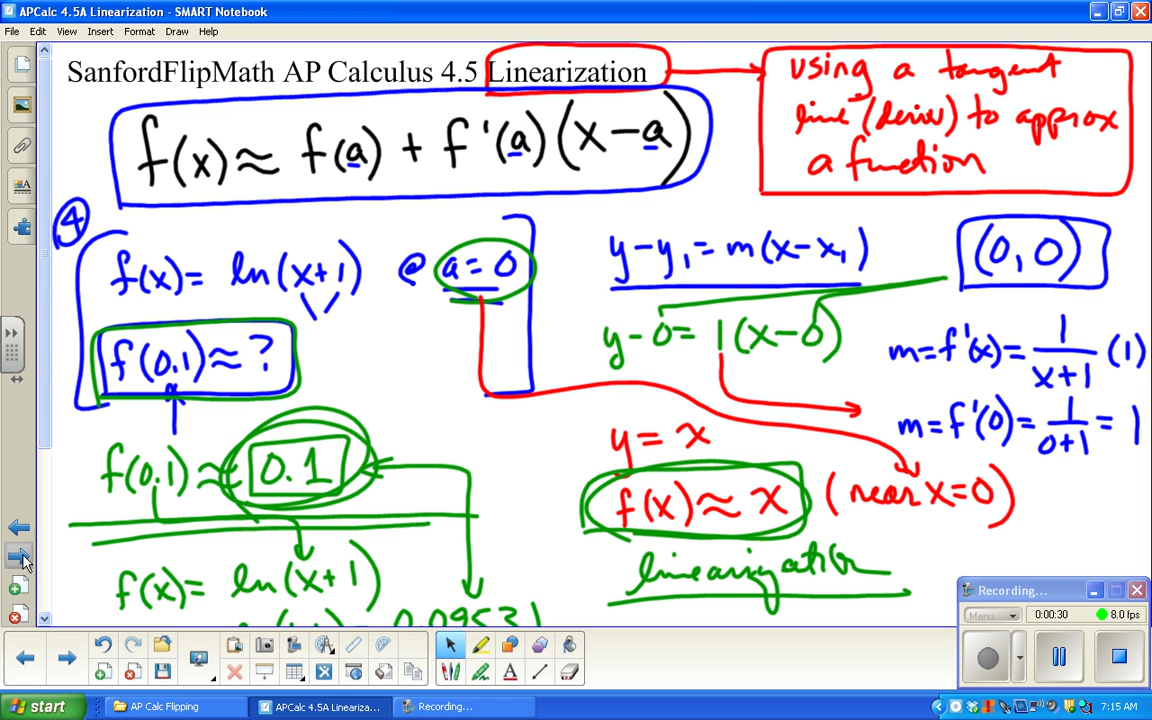 APCalc 4.5A Linearization - SMART Notebook
File Edit View Insert Format Draw Help
SanfordFlipMath AP Calculus 4.5 Linearization
using a tangent
line (deriv) to approx
a function
f(x) ≈ f(a) + f'(a)(x-a)
④
f(x) = ln(x+1) @ a = 0
f(0.1) ≈ ?
f(0.1) ≈ 0.1
f(x) = ln(x+1)
0.09531
y-y₁ = m(x-x₁)
(0,0)
y-0 = 1(x-0)
m = f'(x) = 1/(x+1) (1)
m = f'(0) = 1/(0+1) = 1
y = x
f(x) ≈ x (near x=0)
linearization
Recording...
Menu
0:00:30
8.0 fps
start
AP Calc Flipping
APCalc 4.5A Lineariza...
Recording...
7:15 AM